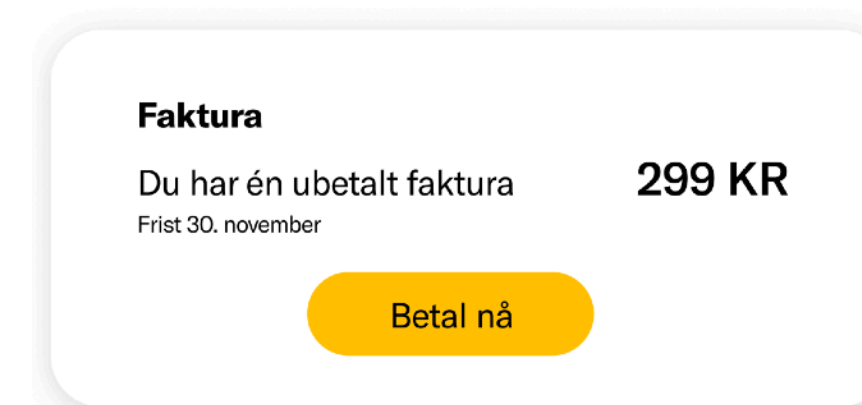 Faktura
Du har én ubetalt faktura
299 KR
Frist 30. november
Betal nå